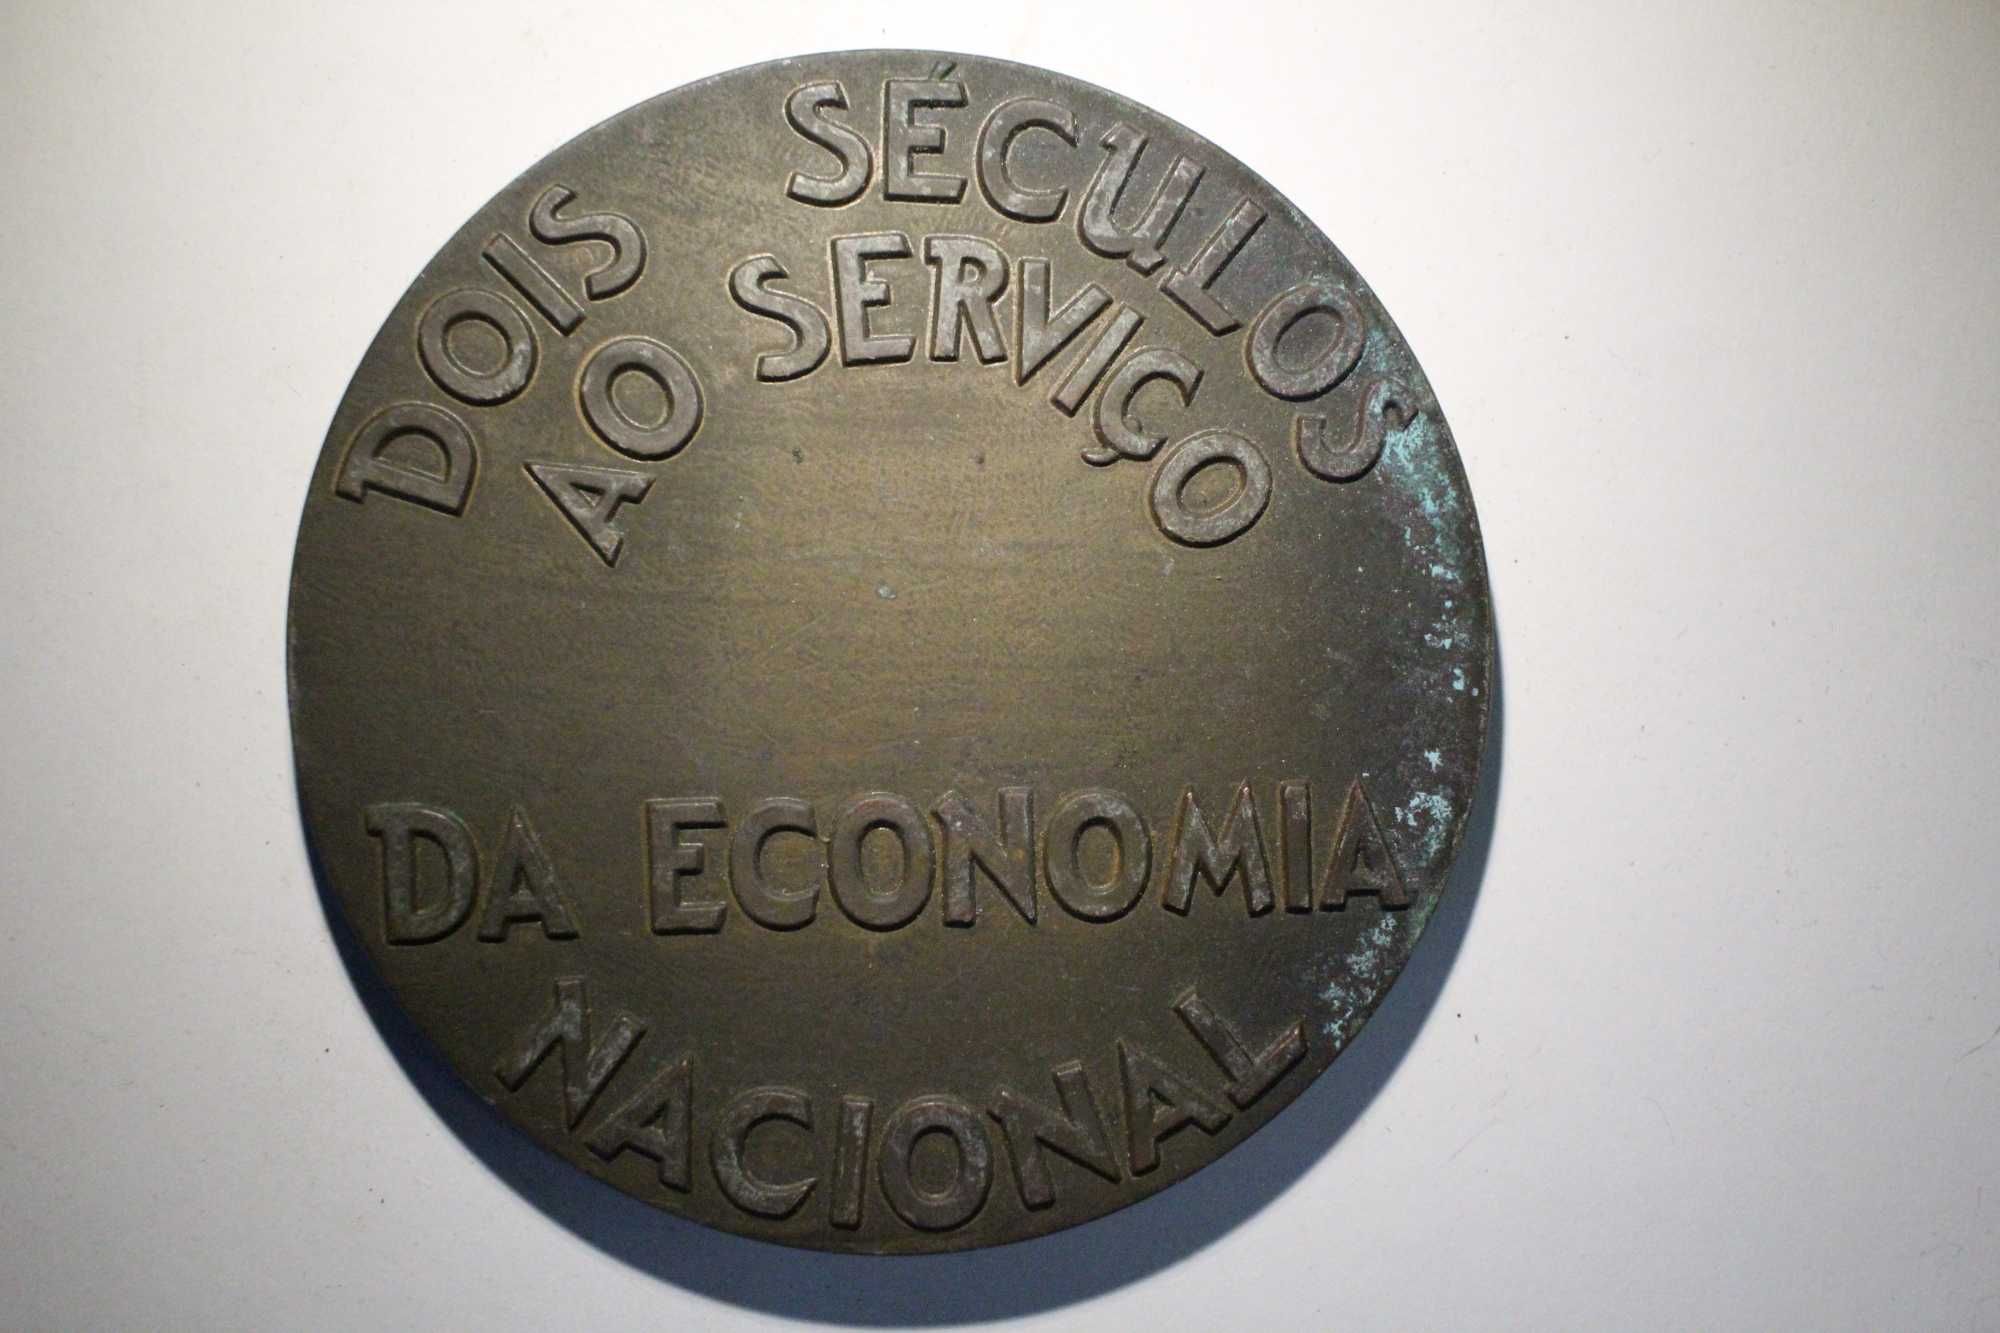 DOIS SÉCULOS
AO SERVIÇO
DA ECONOMIA
NACIONAL